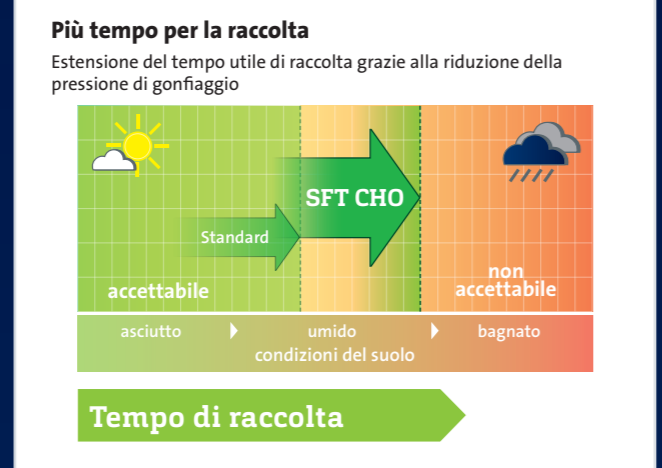 Più tempo per la raccolta
Estensione del tempo utile di raccolta grazie alla riduzione della
pressione di gonfiaggio
SFT CHO
Standard
accettabile
non
accettabile
asciutto
umido
bagnato
condizioni del suolo
Tempo di raccolta